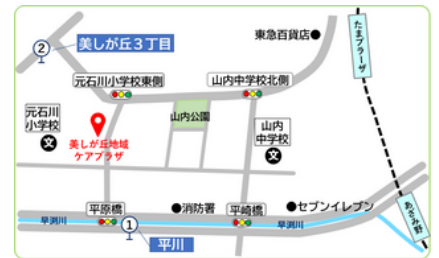 東急百貨店
たまプラーザ
②
美しが丘3丁目
元石川小学校東側
山内中学校北側
元石川
小学校
文
山内公園
山内
中学校
文
美しが丘地域
ケアプラザ
平原橋
消防署
平崎橋
セブンイレブン
あざみ野
早渕川
①
早渕川
平川